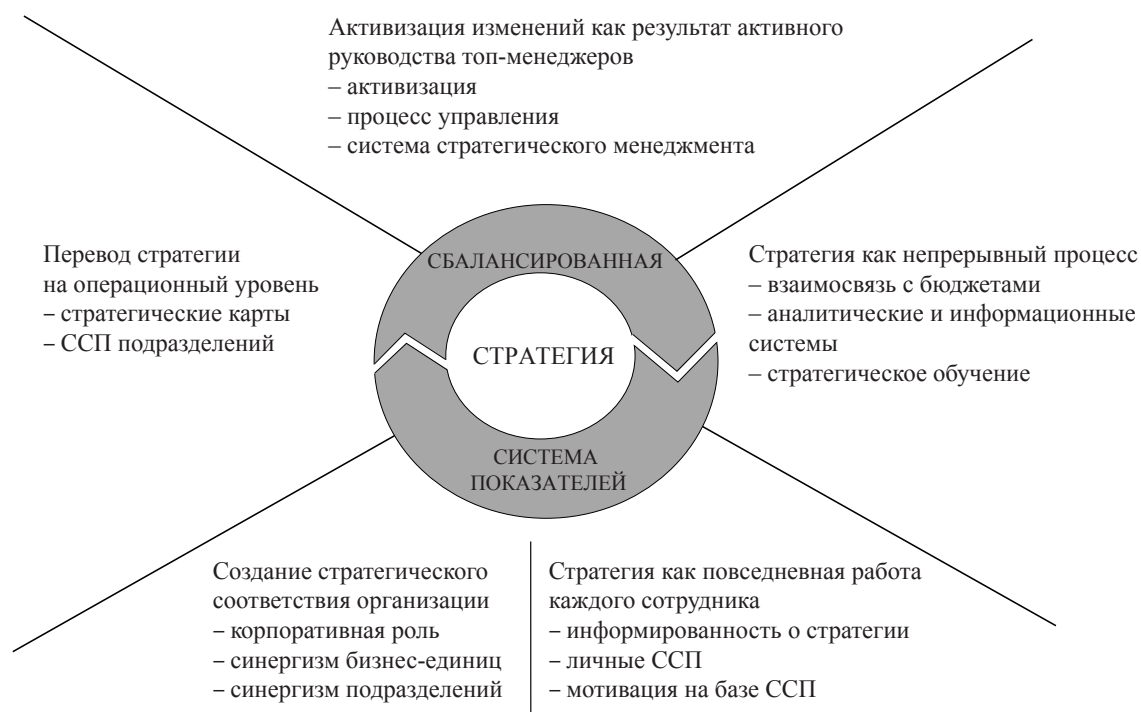 Активизация изменений как результат активного
руководства топ-менеджеров
– активизация
– процесс управления
– система стратегического менеджмента
Перевод стратегии
на операционный уровень
– стратегические карты
– ССП подразделений
СБАЛАНСИРОВАННАЯ
СТРАТЕГИЯ
СИСТЕМА
ПОКАЗАТЕЛЕЙ
Стратегия как непрерывный процесс
– взаимосвязь с бюджетами
– аналитические и информационные
системы
– стратегическое обучение
Создание стратегического
соответствия организации
– корпоративная роль
– синергизм бизнес-единиц
– синергизм подразделений
Стратегия как повседневная работа
каждого сотрудника
– информированность о стратегии
– личные ССП
– мотивация на базе ССП